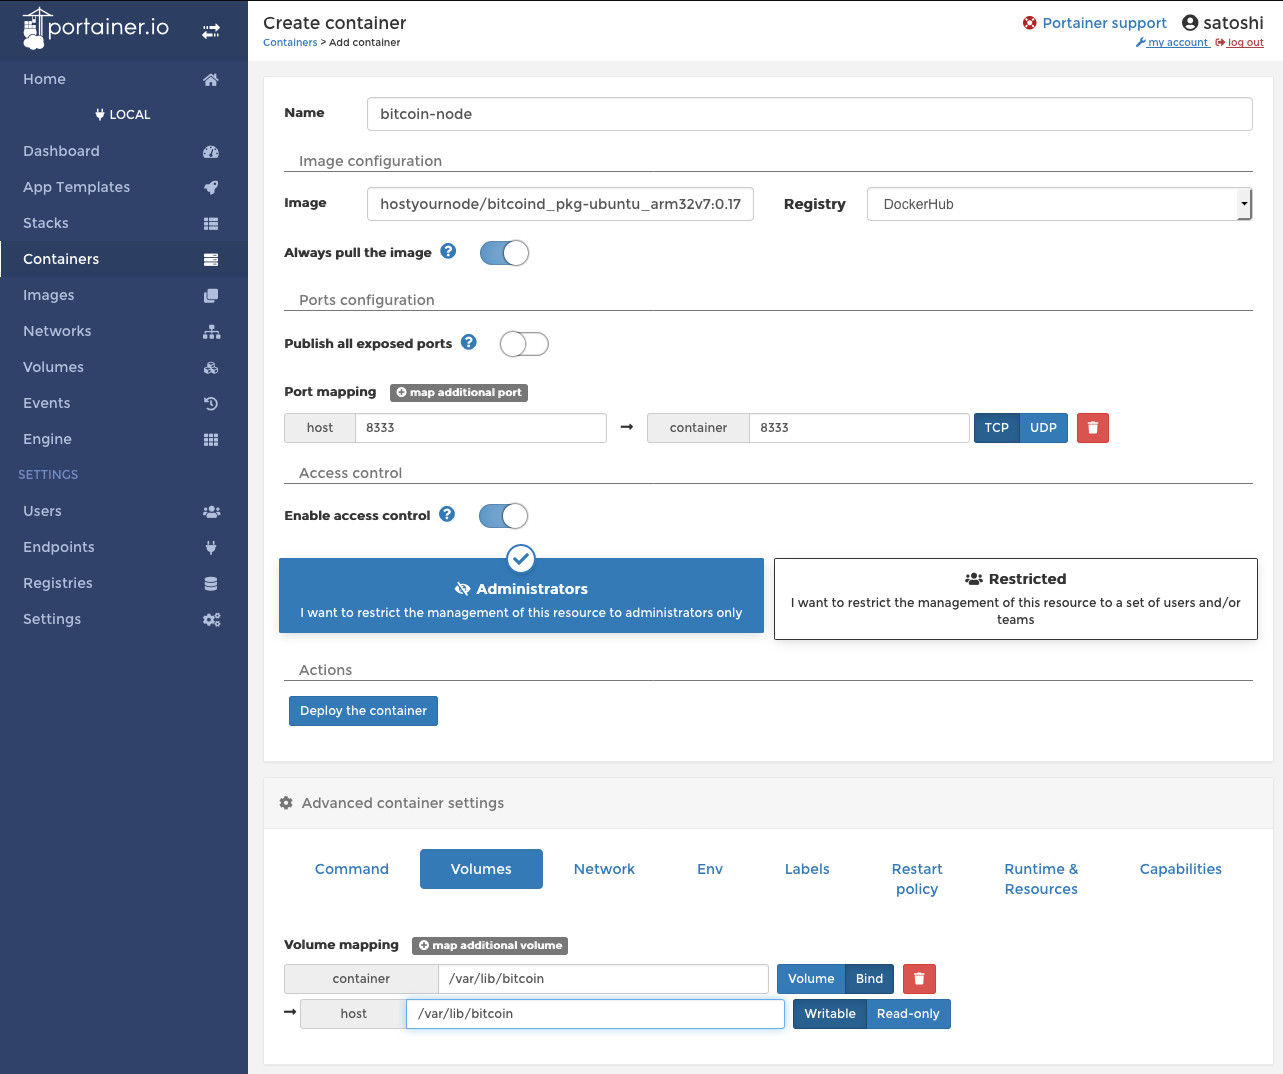 portainer.io
Home
LOCAL
Dashboard
App Templates
Stacks
Containers
Images
Networks
Volumes
Events
Engine
SETTINGS
Users
Endpoints
Registries
Settings
Create container
Containers > Add container
Portainer support
satoshi
my account
log out
Name
bitcoin-node
Image configuration
Image
hostyournode/bitcoind_pkg-ubuntu_arm32v7:0.17
Registry
DockerHub
Always pull the image
Ports configuration
Publish all exposed ports
Port mapping
map additional port
host 8333 → container 8333 TCP UDP
Access control
Enable access control
Administrators
I want to restrict the management of this resource to administrators only
Restricted
I want to restrict the management of this resource to a set of users and/or
teams
Actions
Deploy the container
Advanced container settings
Command
Volumes
Network
Env
Labels
Restart
policy
Runtime &
Resources
Capabilities
Volume mapping
map additional volume
container /var/lib/bitcoin Volume Bind
→ host /var/lib/bitcoin Writable Read-only